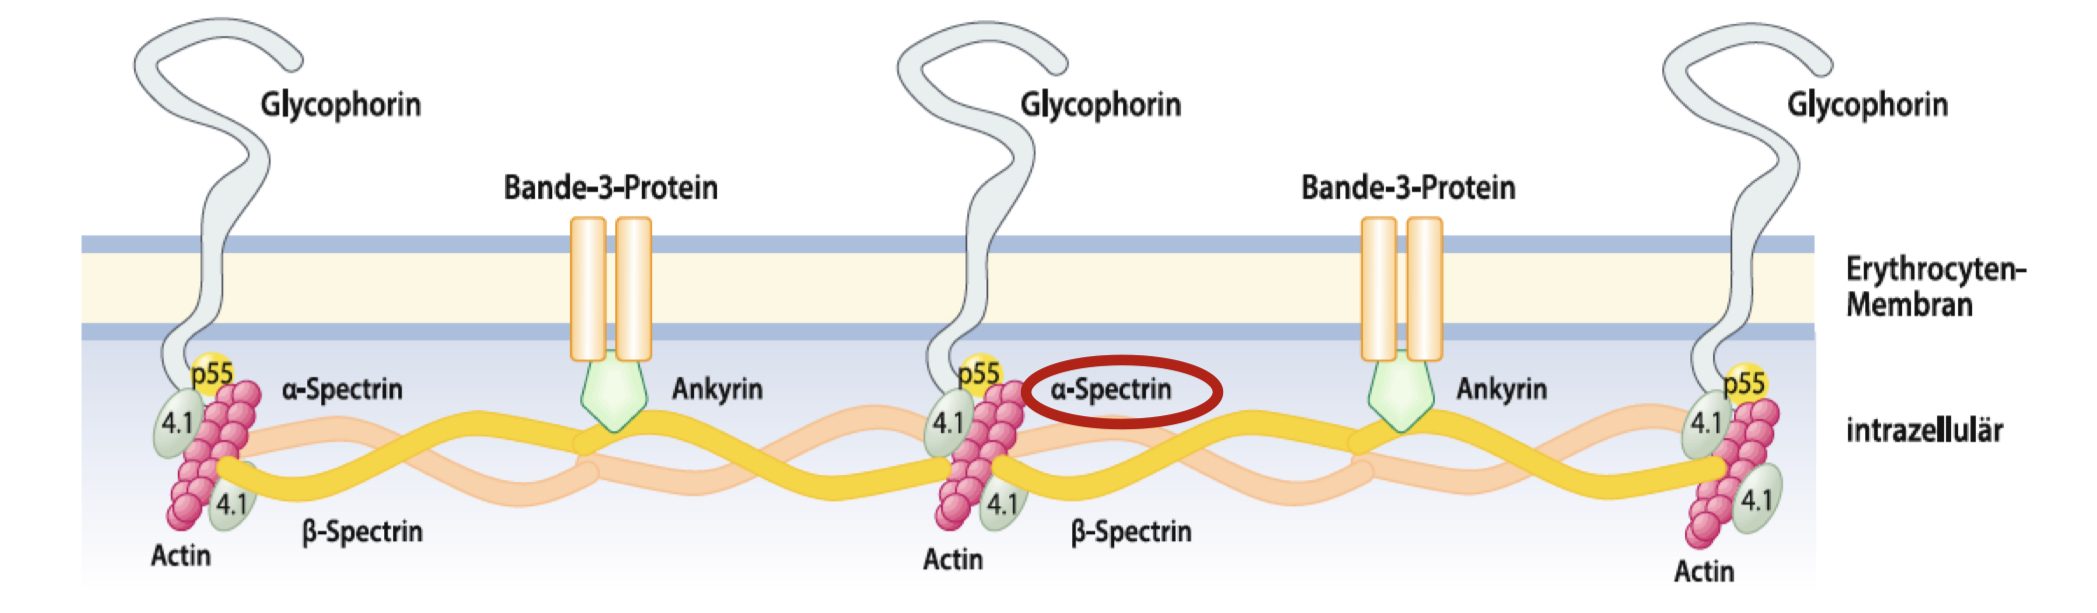 Glycophorin
Glycophorin
Glycophorin
Bande-3-Protein
Bande-3-Protein
Erythrocyten-
Membran
p55
α-Spectrin
Ankyrin
p55
α-Spectrin
Ankyrin
p55
4.1
4.1
4.1
intrazellulär
4.1
4.1
4.1
β-Spectrin
β-Spectrin
Actin
Actin
Actin